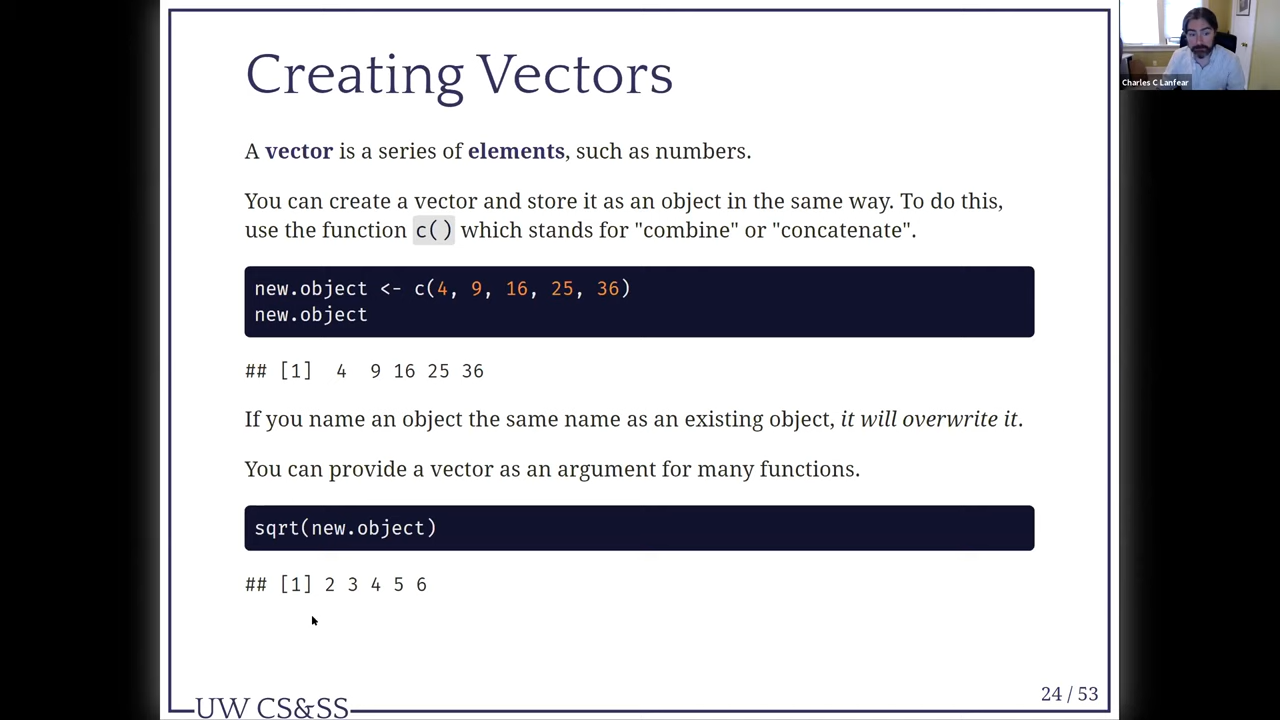 Creating Vectors
Charles C Lanfear
A vector is a series of elements, such as numbers.
You can create a vector and store it as an object in the same way. To do this,
use the function c() which stands for "combine" or "concatenate".
new.object <- c(4, 9, 16, 25, 36)
new.object
## [1]  4  9 16 25 36
If you name an object the same name as an existing object, it will overwrite it.
You can provide a vector as an argument for many functions.
sqrt(new.object)
## [1] 2 3 4 5 6
UW CS&SS
24 / 53